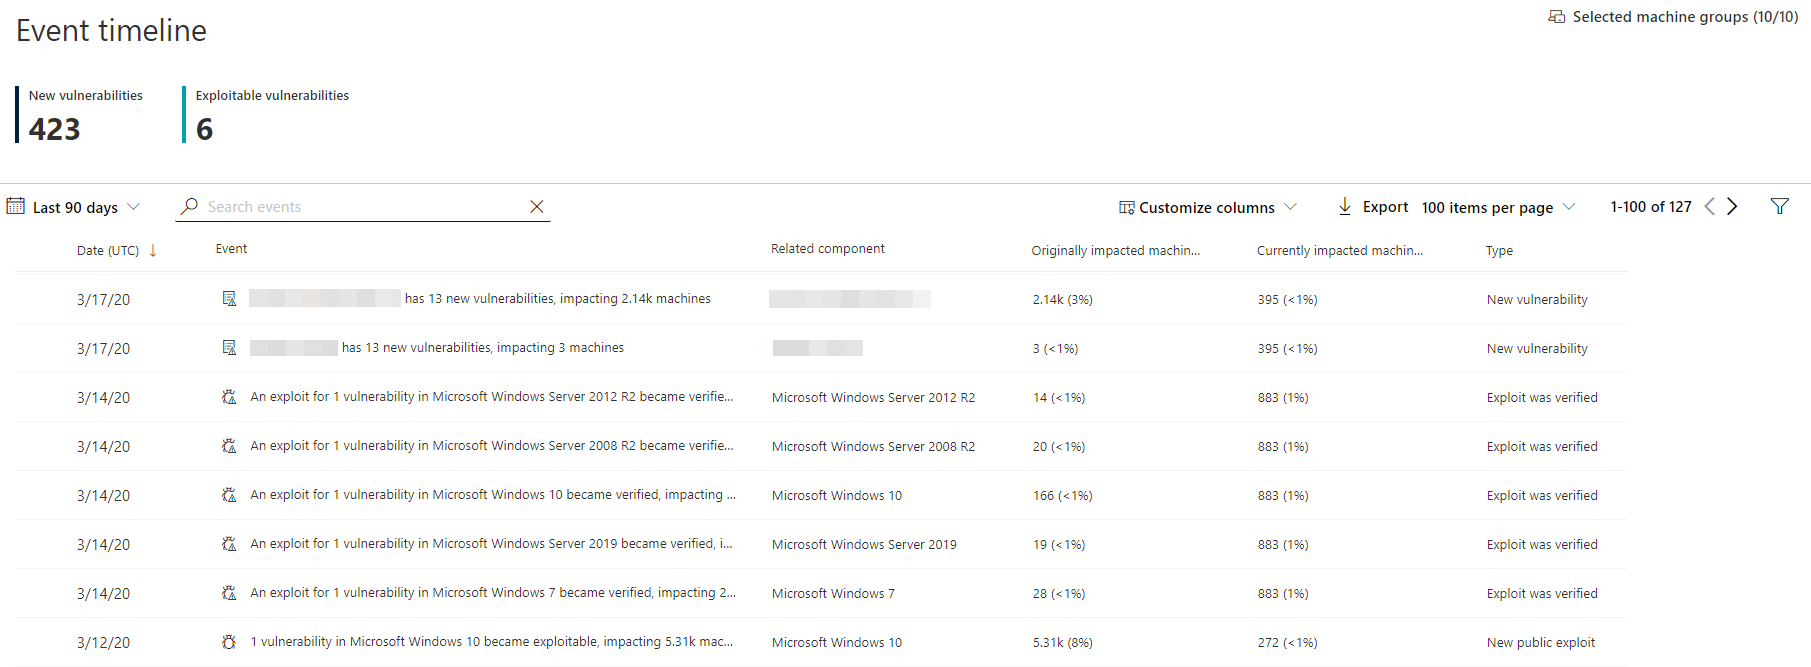 Event timeline
Selected machine groups (10/10)
New vulnerabilities
423
Exploitable vulnerabilities
6
Last 90 days
Search events
Customize columns
Export
100 items per page
1-100 of 127
Date (UTC) ↓ Event Related component Originally impacted machin... Currently impacted machin... Type
3/17/20 has 13 new vulnerabilities, impacting 2.14k machines 2.14k (3%) 395 (<1%) New vulnerability
3/17/20 has 13 new vulnerabilities, impacting 3 machines 3 (<1%) 395 (<1%) New vulnerability
3/14/20 An exploit for 1 vulnerability in Microsoft Windows Server 2012 R2 became verifie... Microsoft Windows Server 2012 R2 14 (<1%) 883 (1%) Exploit was verified
3/14/20 An exploit for 1 vulnerability in Microsoft Windows Server 2008 R2 became verifie... Microsoft Windows Server 2008 R2 20 (<1%) 883 (1%) Exploit was verified
3/14/20 An exploit for 1 vulnerability in Microsoft Windows 10 became verified, impacting ... Microsoft Windows 10 166 (<1%) 883 (1%) Exploit was verified
3/14/20 An exploit for 1 vulnerability in Microsoft Windows Server 2019 became verified, i... Microsoft Windows Server 2019 19 (<1%) 883 (1%) Exploit was verified
3/14/20 An exploit for 1 vulnerability in Microsoft Windows 7 became verified, impacting 2... Microsoft Windows 7 28 (<1%) 883 (1%) Exploit was verified
3/12/20 1 vulnerability in Microsoft Windows 10 became exploitable, impacting 5.31k mac... Microsoft Windows 10 5.31k (8%) 272 (<1%) New public exploit